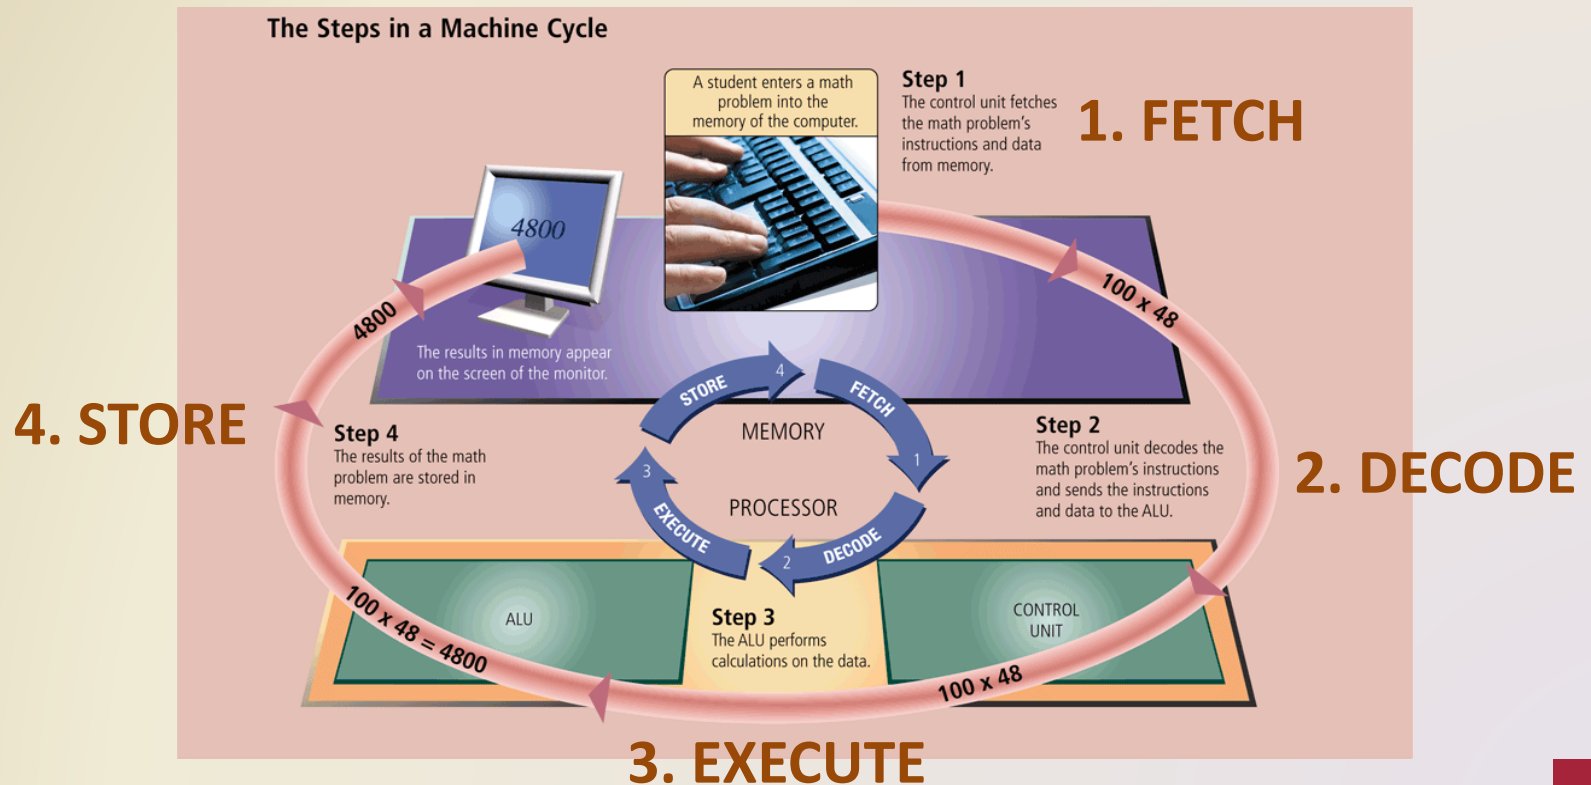 The Steps in a Machine Cycle
A student enters a math
problem into the
memory of the computer.
Step 1
The control unit fetches
the math problem's
instructions and data
from memory.
1. FETCH
4800
100 x 48
4800
The results in memory appear
on the screen of the monitor.
STORE
4
FETCH
1
MEMORY
4. STORE
Step 4
The results of the math
problem are stored in
memory.
Step 2
The control unit decodes the
math problem's instructions
and sends the instructions
and data to the ALU.
2. DECODE
3
EXECUTE
PROCESSOR
DECODE
2
100 x 48 = 4800
ALU
Step 3
The ALU performs
calculations on the data.
CONTROL
UNIT
100 x 48
3. EXECUTE